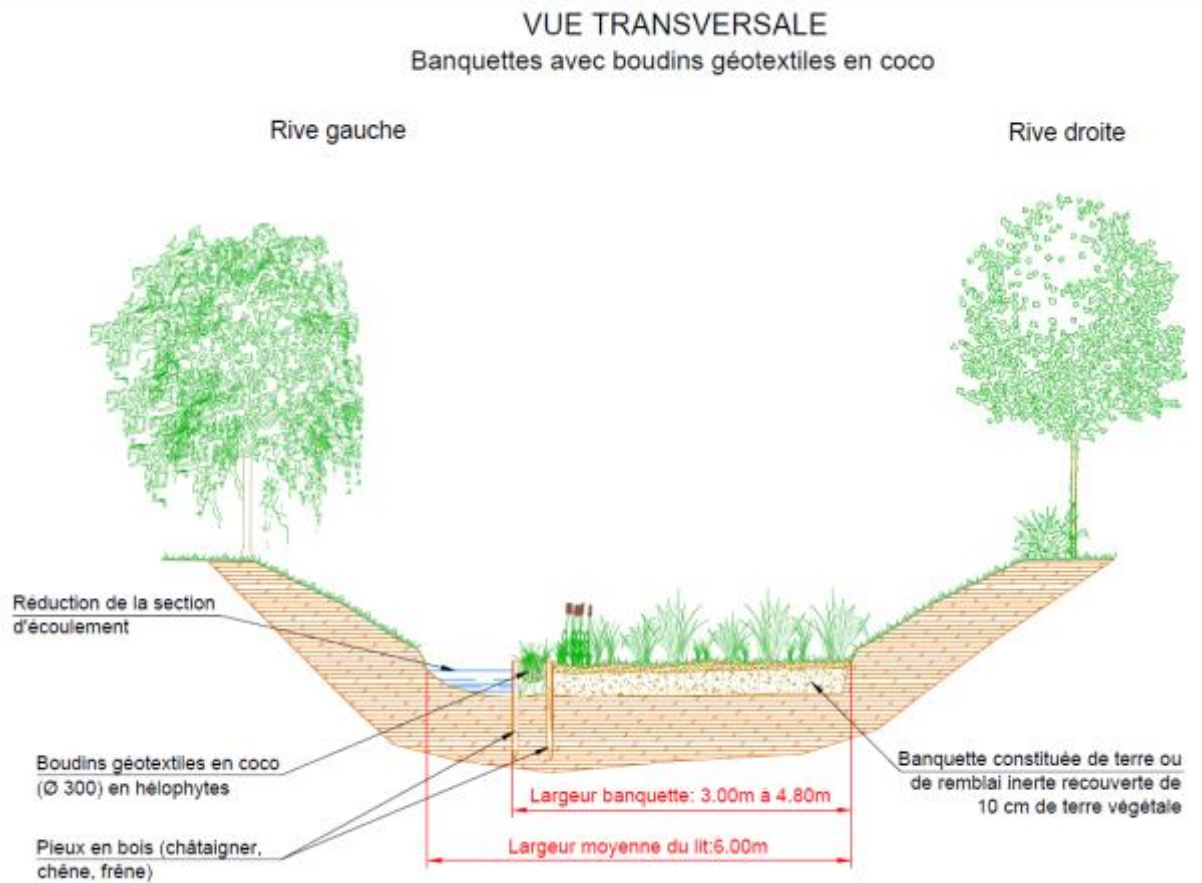 VUE TRANSVERSALE
Banquettes avec boudins géotextiles en coco
Rive gauche
Rive droite
Réduction de la section
d'écoulement
Boudins géotextiles en coco
(Ø 300) en hélophytes
Pieux en bois (châtaigner,
chêne, frêne)
Largeur banquette: 3.00m à 4.80m
Largeur moyenne du lit:6.00m
Banquette constituée de terre ou
de remblai inerte recouverte de
10 cm de terre végétale